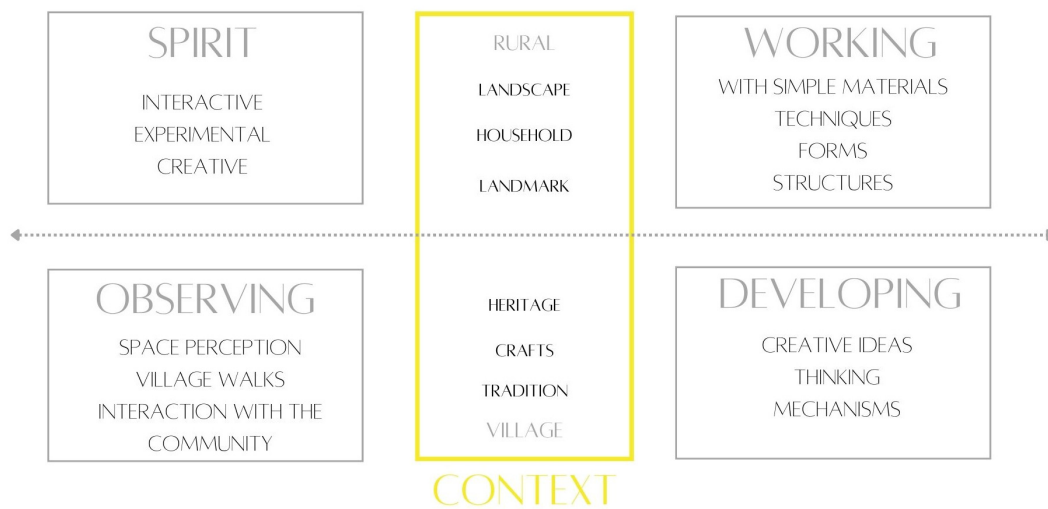 SPIRIT
INTERACTIVE
EXPERIMENTAL
CREATIVE
RURAL
LANDSCAPE
HOUSEHOLD
LANDMARK
WORKING
WITH SIMPLE MATERIALS
TECHNIQUES
FORMS
STRUCTURES
OBSERVING
SPACE PERCEPTION
VILLAGE WALKS
INTERACTION WITH THE
COMMUNITY
HERITAGE
CRAFTS
TRADITION
VILLAGE
CONTEXT
DEVELOPING
CREATIVE IDEAS
THINKING
MECHANISMS